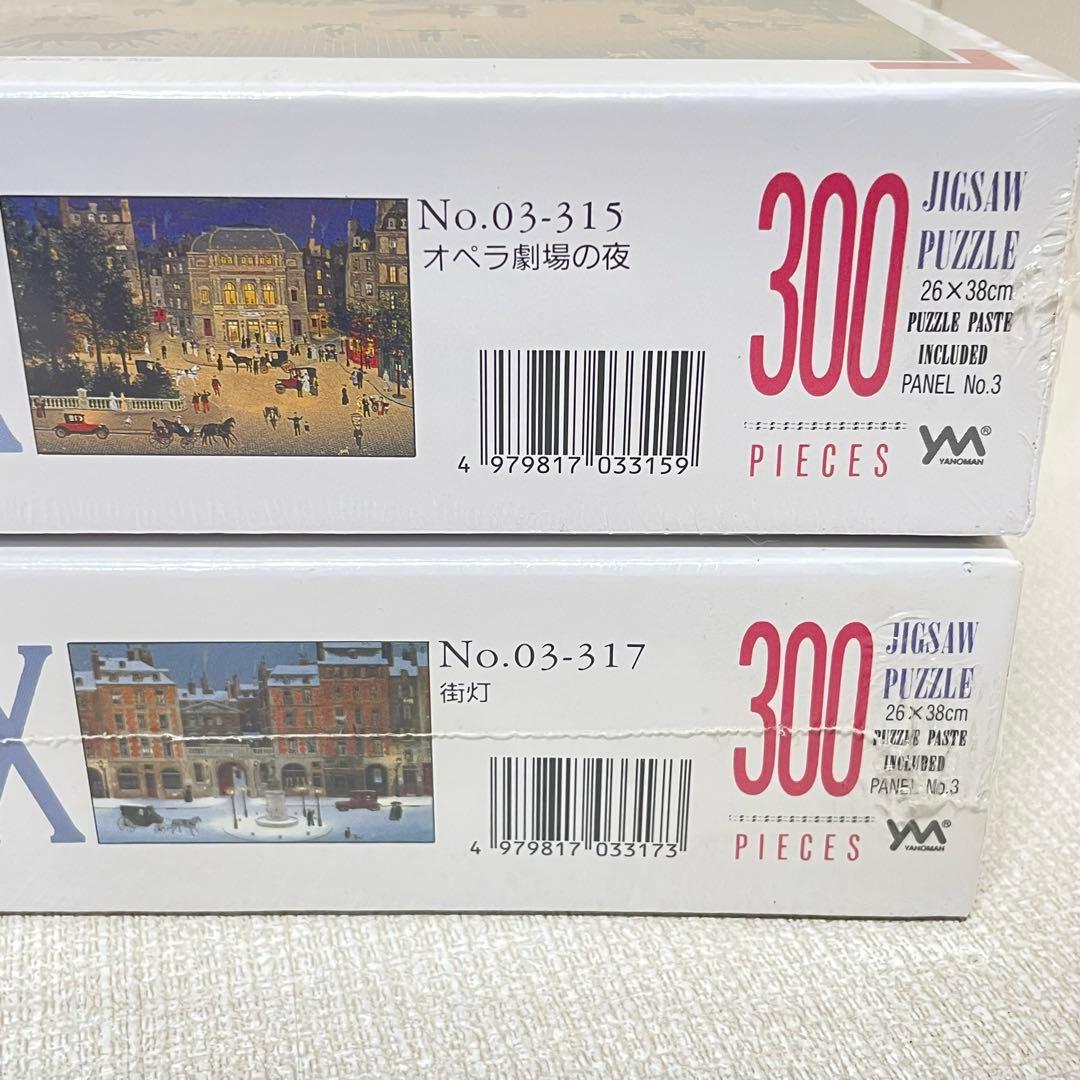 No.03-315
オペラ劇場の夜
4 979817 033159
300
PIECES
JIGSAW
PUZZLE
26×38cm
PUZZLE PASTE
INCLUDED
PANEL No.3
YM®
YANOMAN
X
No.03-317
街灯
4 979817 033173
300
PIECES
JIGSAW
PUZZLE
26×38cm
PUZZLE PASTE
INCLUDED
PANEL No.3
YM®
YANOMAN